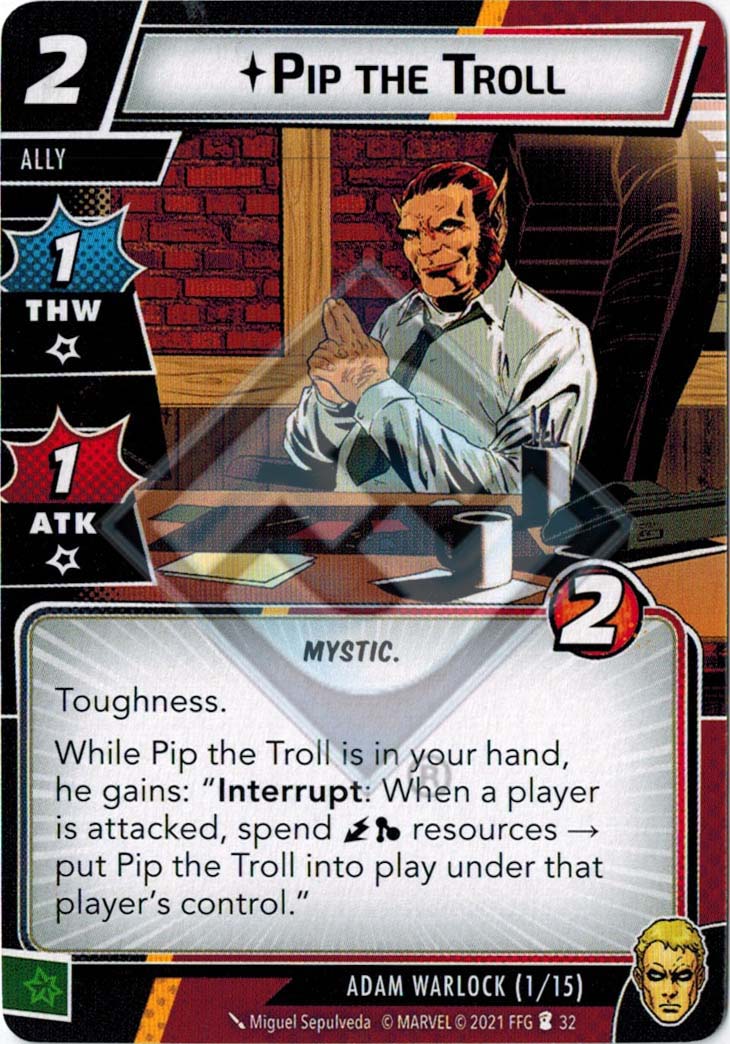 2
PIP THE TROLL
ALLY
1
THW
1
ATK
2
MYSTIC.
Toughness.
While Pip the Troll is in your hand,
he gains: “Interrupt: When a player
is attacked, spend resources →
put Pip the Troll into play under that
player’s control.”
ADAM WARLOCK (1/15)
Miguel Sepulveda © MARVEL © 2021 FFG 32
®